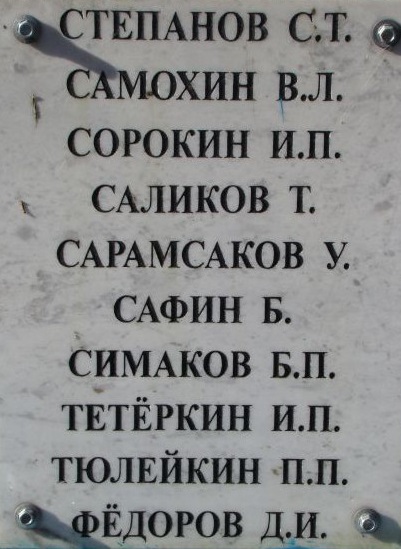 СТЕПАНОВ С.Т.
САМОХИН В.Л.
СОРОКИН И.П.
САЛИКОВ Т.
САРАМСАКОВ У.
САФИН Б.
СИМАКОВ Б.П.
ТЕТЁРКИН И.П.
ТЮЛЕЙКИН П.П.
ФЁДОРОВ Д.И.